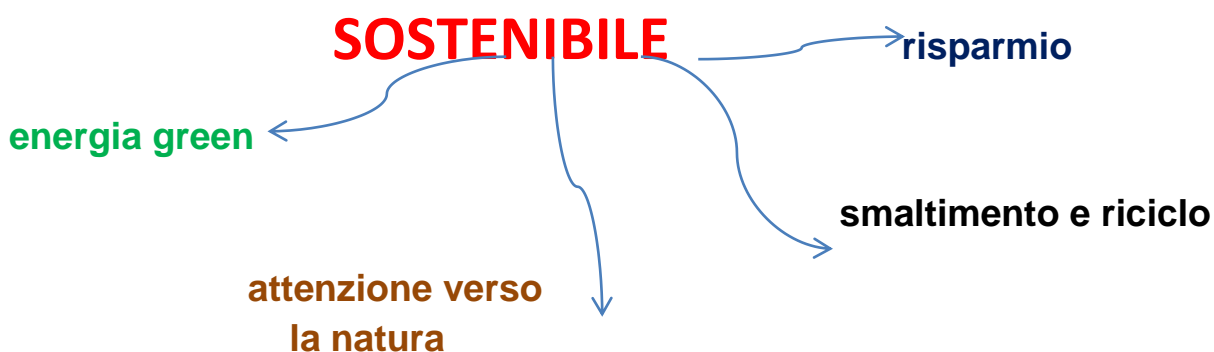 SOSTENIBILE
risparmio
energia green
smaltimento e riciclo
attenzione verso
la natura